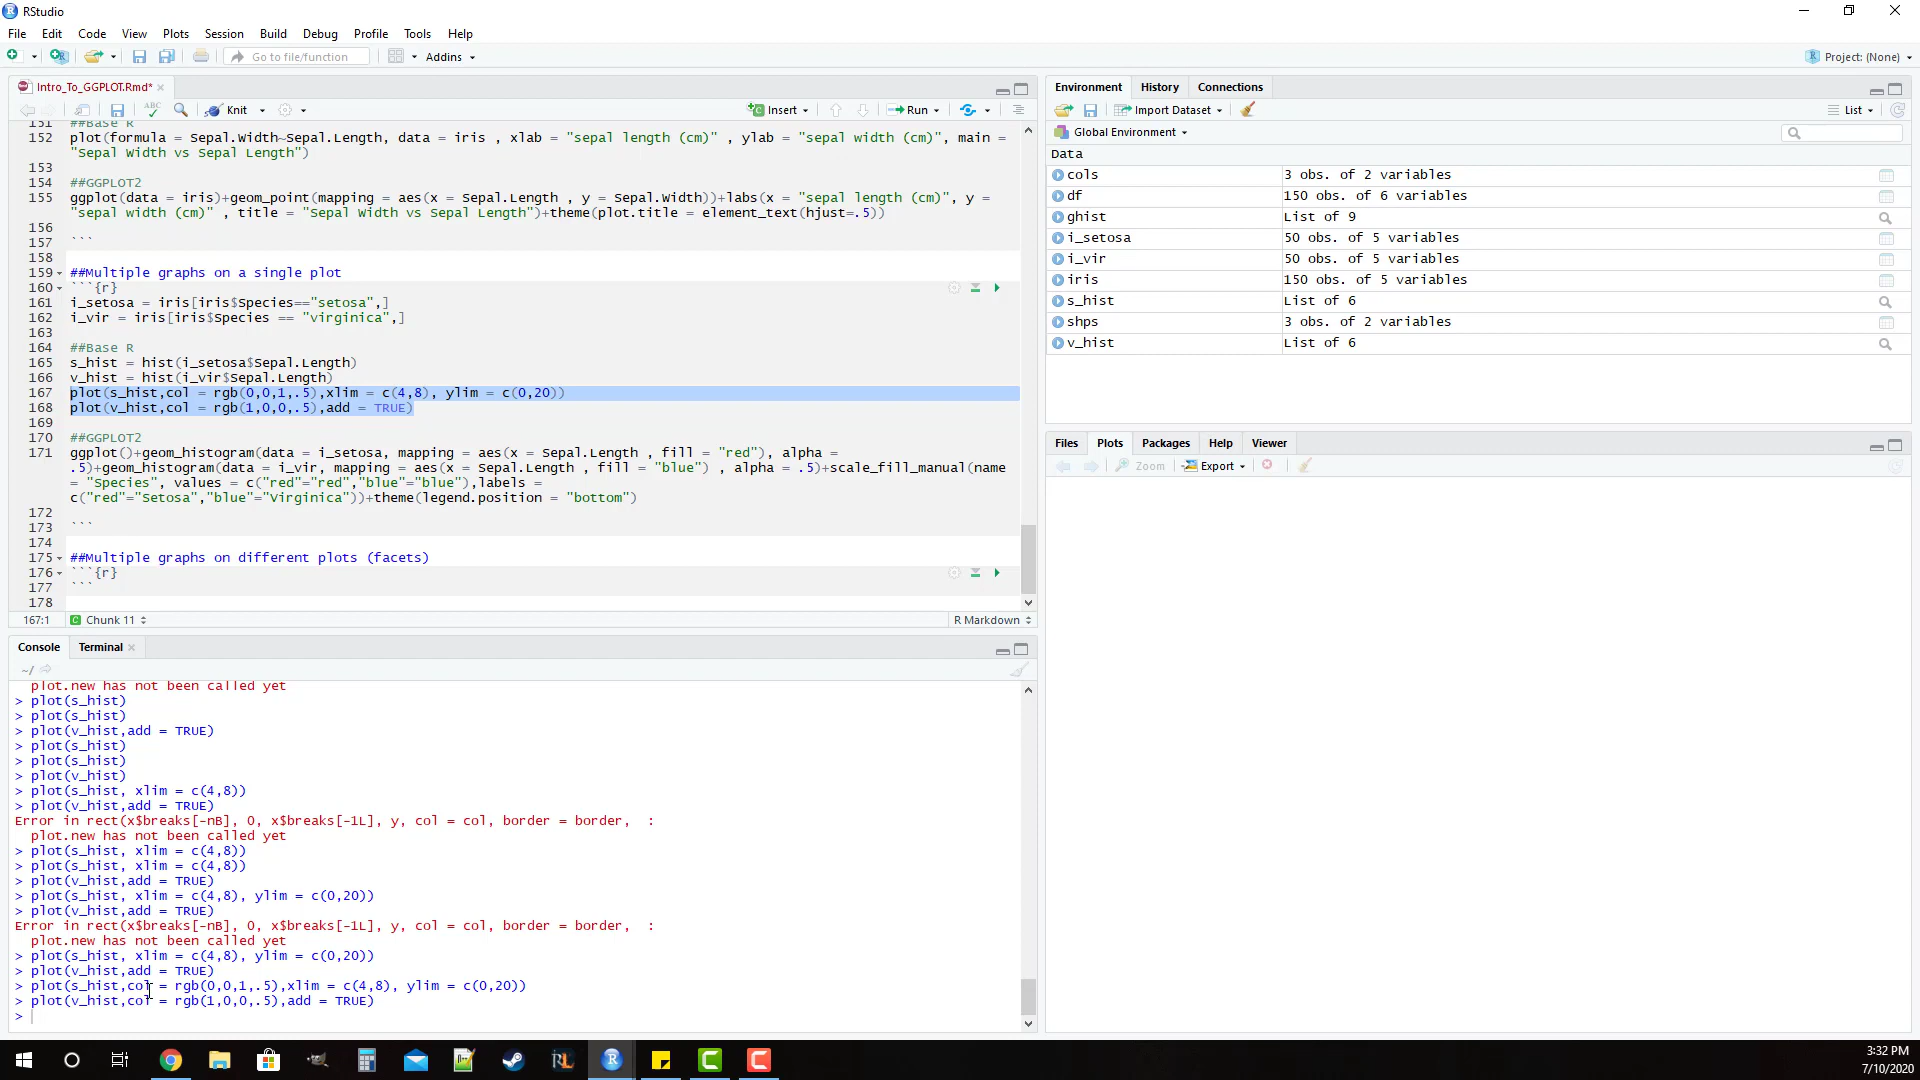 RStudio
File Edit Code View Plots Session Build Debug Profile Tools Help
Go to file/function Addins Project: (None)
Intro_To_GGPLOT.Rmd*
ABC Knit Insert Run
151 ##Base R
152 plot(formula = Sepal.Width~Sepal.Length, data = iris , xlab = "sepal length (cm)" , ylab = "sepal width (cm)", main =
"Sepal Width vs Sepal Length")
153
154 ##GGPLOT2
155 ggplot(data = iris)+geom_point(mapping = aes(x = Sepal.Length , y = Sepal.Width))+labs(x = "sepal length (cm)", y =
"sepal width (cm)" , title = "Sepal Width vs Sepal Length")+theme(plot.title = element_text(hjust=.5))
156
157 ```
158
159 ##Multiple graphs on a single plot
160 ```{r}
161 i_setosa = iris[iris$Species=="setosa",]
162 i_vir = iris[iris$Species == "virginica",]
163
164 ##Base R
165 s_hist = hist(i_setosa$Sepal.Length)
166 v_hist = hist(i_vir$Sepal.Length)
167 plot(s_hist,col = rgb(0,0,1,.5),xlim = c(4,8), ylim = c(0,20))
168 plot(v_hist,col = rgb(1,0,0,.5),add = TRUE)
169
170 ##GGPLOT2
171 ggplot()+geom_histogram(data = i_setosa, mapping = aes(x = Sepal.Length , fill = "red"), alpha =
.5)+geom_histogram(data = i_vir, mapping = aes(x = Sepal.Length , fill = "blue") , alpha = .5)+scale_fill_manual(name
= "Species", values = c("red"="red","blue"="blue"),labels =
c("red"="Setosa","blue"="Virginica"))+theme(legend.position = "bottom")
172
173 ```
174
175 ##Multiple graphs on different plots (facets)
176 ```{r}
177 ```
178
167:1 Chunk 11 R Markdown
Console Terminal
~/
plot.new has not been called yet
> plot(s_hist)
> plot(s_hist)
> plot(v_hist,add = TRUE)
> plot(s_hist)
> plot(s_hist)
> plot(v_hist)
> plot(s_hist, xlim = c(4,8))
> plot(v_hist,add = TRUE)
Error in rect(x$breaks[-nB], 0, x$breaks[-1L], y, col = col, border = border, :
plot.new has not been called yet
> plot(s_hist, xlim = c(4,8))
> plot(s_hist, xlim = c(4,8))
> plot(v_hist,add = TRUE)
> plot(s_hist, xlim = c(4,8), ylim = c(0,20))
> plot(v_hist,add = TRUE)
Error in rect(x$breaks[-nB], 0, x$breaks[-1L], y, col = col, border = border, :
plot.new has not been called yet
> plot(s_hist, xlim = c(4,8), ylim = c(0,20))
> plot(v_hist,add = TRUE)
> plot(s_hist,col = rgb(0,0,1,.5),xlim = c(4,8), ylim = c(0,20))
> plot(v_hist,col = rgb(1,0,0,.5),add = TRUE)
>
Environment History Connections
Import Dataset List
Global Environment
Data
cols 3 obs. of 2 variables
df 150 obs. of 6 variables
ghist List of 9
i_setosa 50 obs. of 5 variables
i_vir 50 obs. of 5 variables
iris 150 obs. of 5 variables
s_hist List of 6
shps 3 obs. of 2 variables
v_hist List of 6
Files Plots Packages Help Viewer
Zoom Export
3:32 PM
7/10/2020